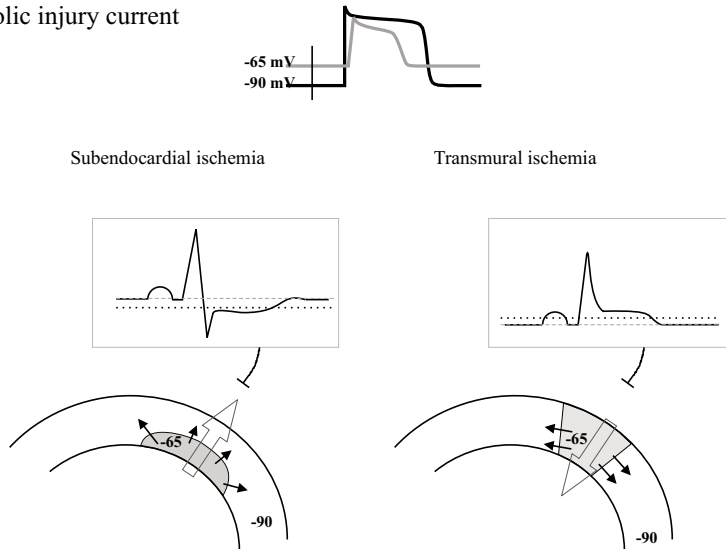 olic injury current
-65 mV
-90 mV
Subendocardial ischemia
Transmural ischemia
-65
-65
-90
-90